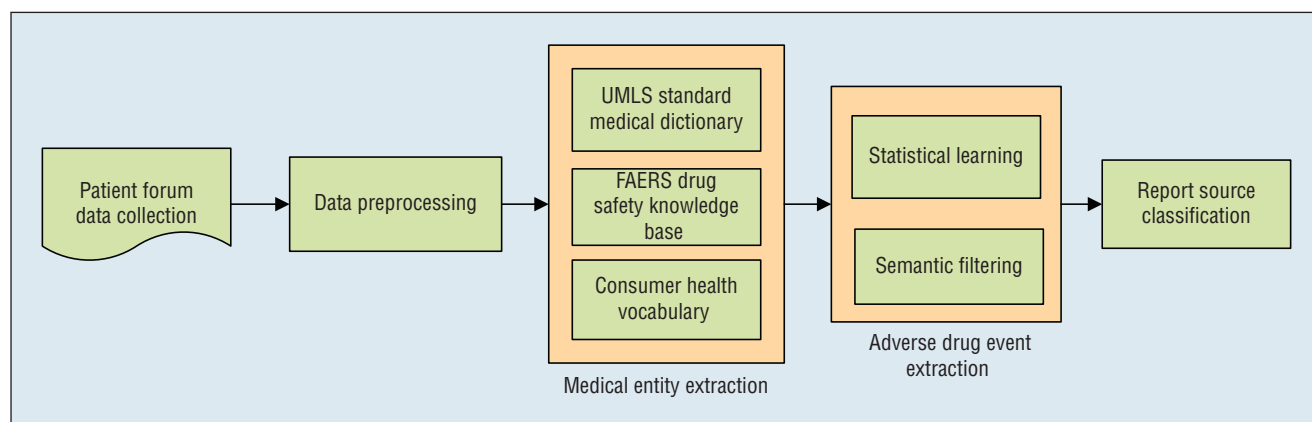 Patient forum
data collection
Data preprocessing
UMLS standard
medical dictionary
FAERS drug
safety knowledge
base
Consumer health
vocabulary
Medical entity extraction
Statistical learning
Semantic filtering
Adverse drug event
extraction
Report source
classification